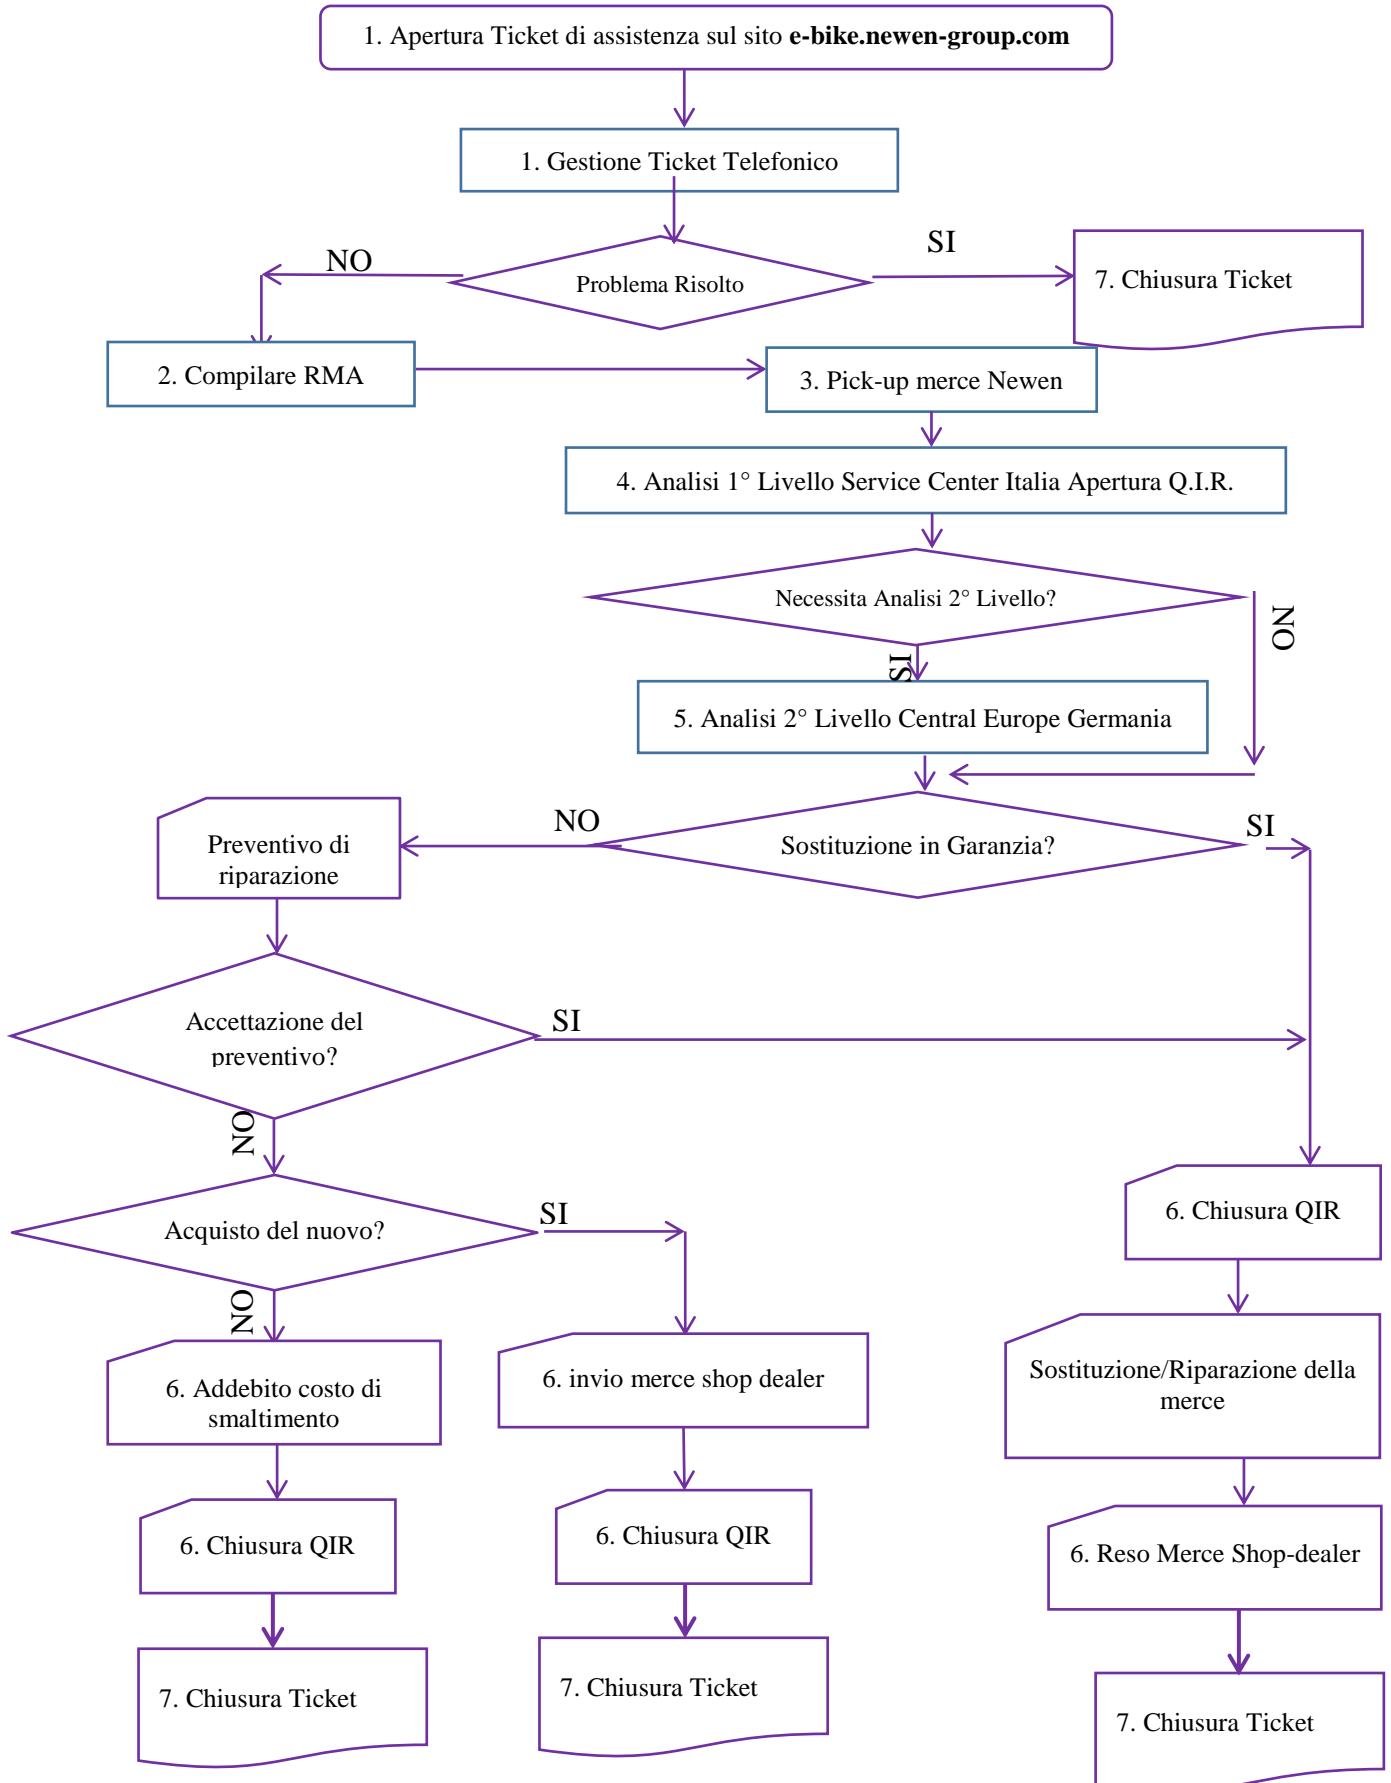 1. Apertura Ticket di assistenza sul sito e-bike.newen-group.com
1. Gestione Ticket Telefonico
NO
SI
Problema Risolto
7. Chiusura Ticket
2. Compilare RMA
3. Pick-up merce Newen
4. Analisi 1° Livello Service Center Italia Apertura Q.I.R.
Necessita Analisi 2° Livello?
NO
SI
5. Analisi 2° Livello Central Europe Germania
NO
SI
Sostituzione in Garanzia?
Preventivo di
riparazione
Accettazione del
preventivo?
SI
NO
Acquisto del nuovo?
SI
NO
6. Chiusura QIR
6. Addebito costo di
smaltimento
6. invio merce shop dealer
Sostituzione/Riparazione della
merce
6. Chiusura QIR
6. Chiusura QIR
6. Reso Merce Shop-dealer
7. Chiusura Ticket
7. Chiusura Ticket
7. Chiusura Ticket